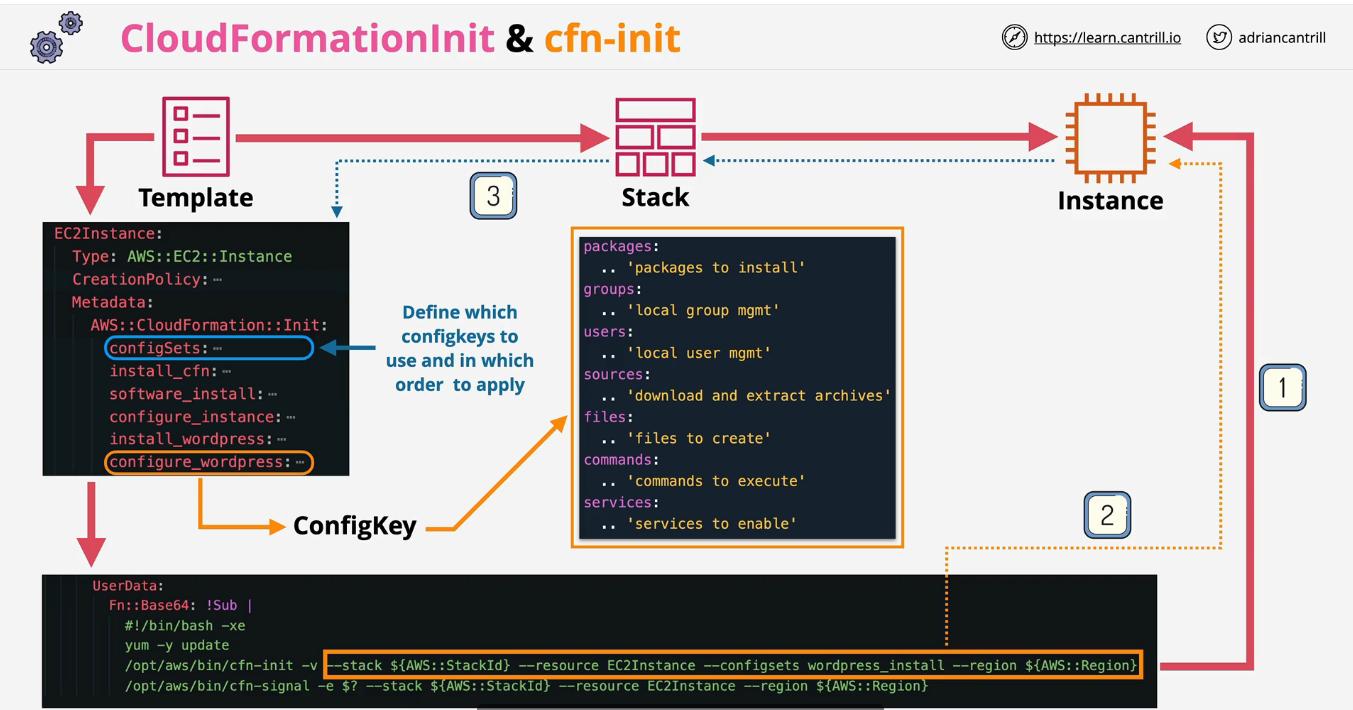 CloudFormationInit & cfn-init
https://learn.cantrill.io
adriancantrill
Template
Stack
Instance
3
EC2Instance:
Type: AWS::EC2::Instance
CreationPolicy: ⋯
Metadata:
AWS::CloudFormation::Init:
configSets: ⋯
install_cfn: ⋯
software_install: ⋯
configure_instance: ⋯
install_wordpress: ⋯
configure_wordpress: ⋯
Define which
configkeys to
use and in which
order to apply
packages:
.. 'packages to install'
groups:
.. 'local group mgmt'
users:
.. 'local user mgmt'
sources:
.. 'download and extract archives'
files:
.. 'files to create'
commands:
.. 'commands to execute'
services:
.. 'services to enable'
1
2
ConfigKey
UserData:
Fn::Base64: !Sub |
#!/bin/bash -xe
yum -y update
/opt/aws/bin/cfn-init -v --stack ${AWS::StackId} --resource EC2Instance --configsets wordpress_install --region ${AWS::Region}
/opt/aws/bin/cfn-signal -e $? --stack ${AWS::StackId} --resource EC2Instance --region ${AWS::Region}